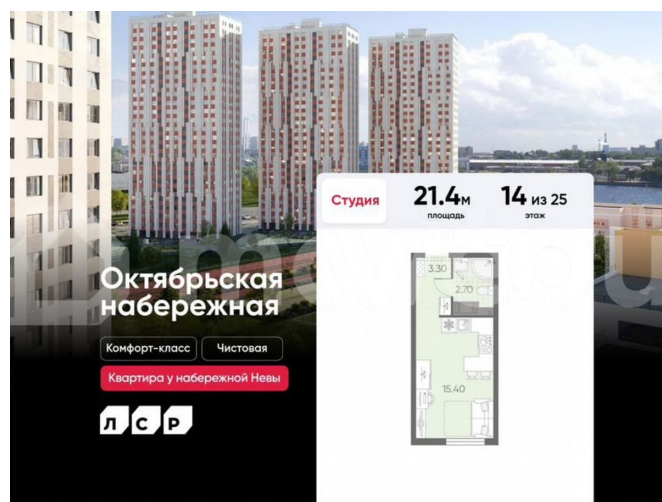 Студия
21.4м
площадь
14 из 25
этаж
3.30
2.70
15.40
Октябрьская
набережная
Комфорт-класс
Чистовая
Квартира у набережной Невы
ЛСР